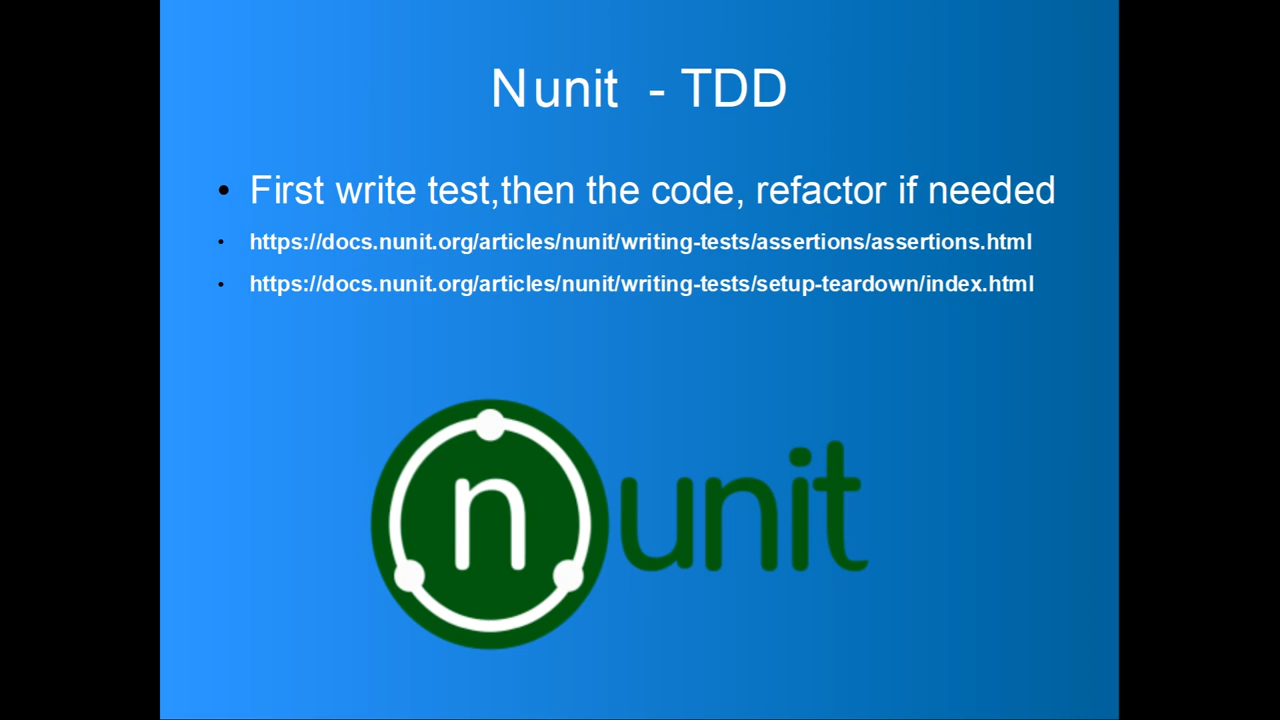 Nunit - TDD
• First write test,then the code, refactor if needed
• https://docs.nunit.org/articles/nunit/writing-tests/assertions/assertions.html
• https://docs.nunit.org/articles/nunit/writing-tests/setup-teardown/index.html
nunit